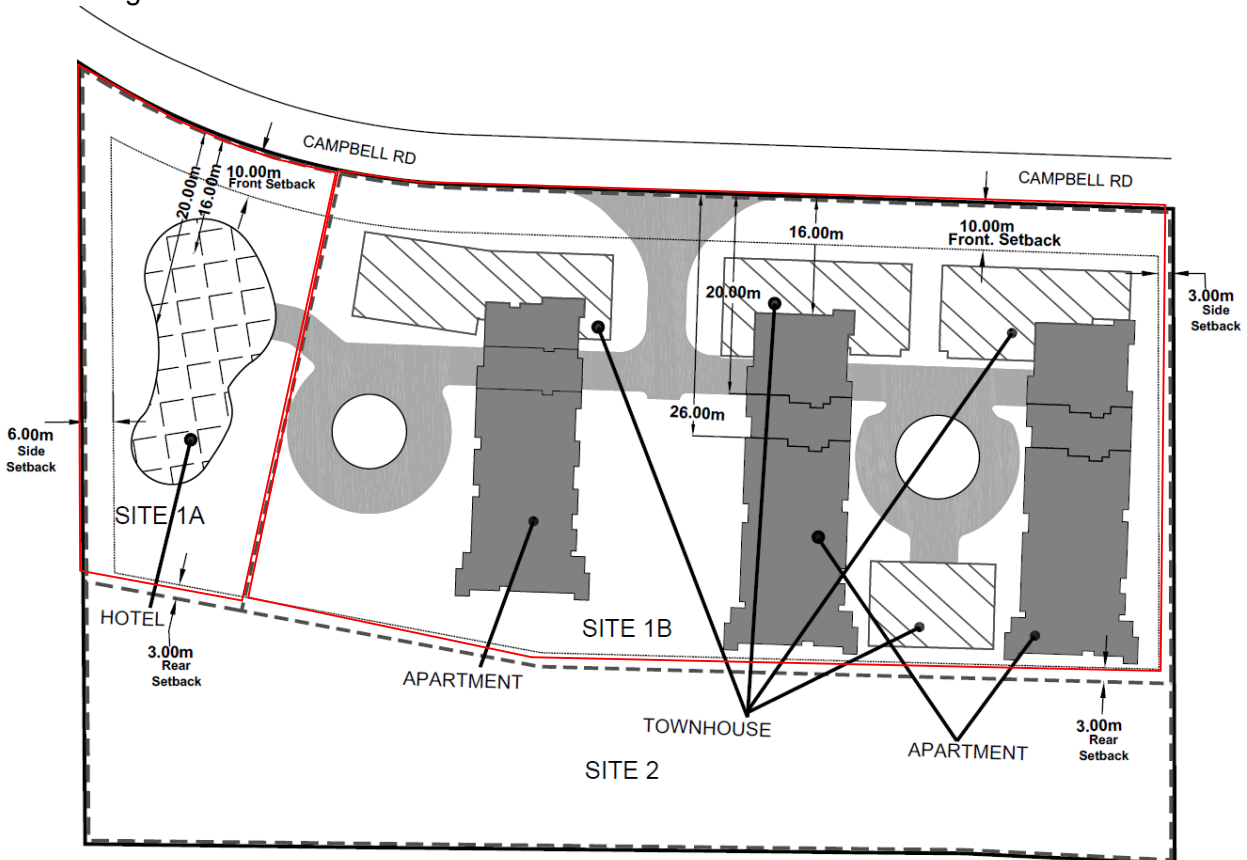 CAMPBELL RD
CAMPBELL RD
10.00m
Front Setback
20.00m
16.00m
16.00m
10.00m
Front. Setback
20.00m
3.00m
Side
Setback
26.00m
6.00m
Side
Setback
SITE 1A
HOTEL
3.00m
Rear
Setback
SITE 1B
APARTMENT
TOWNHOUSE
APARTMENT
3.00m
Rear
Setback
SITE 2